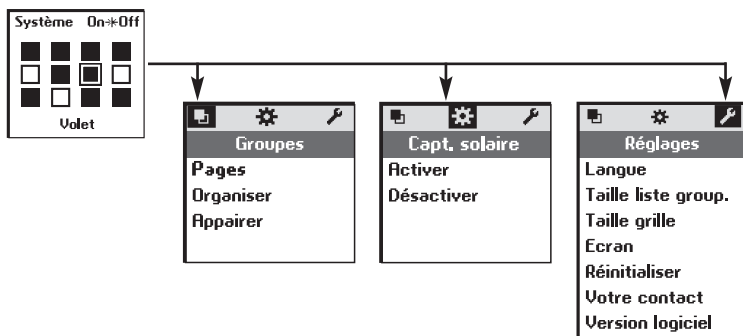 Système On☀Off
Volet
Groupes
Pages
Organiser
Appairer
Capt. solaire
Activer
Désactiver
Réglages
Langue
Taille liste group.
Taille grille
Ecran
Réinitialiser
Votre contact
Version logiciel